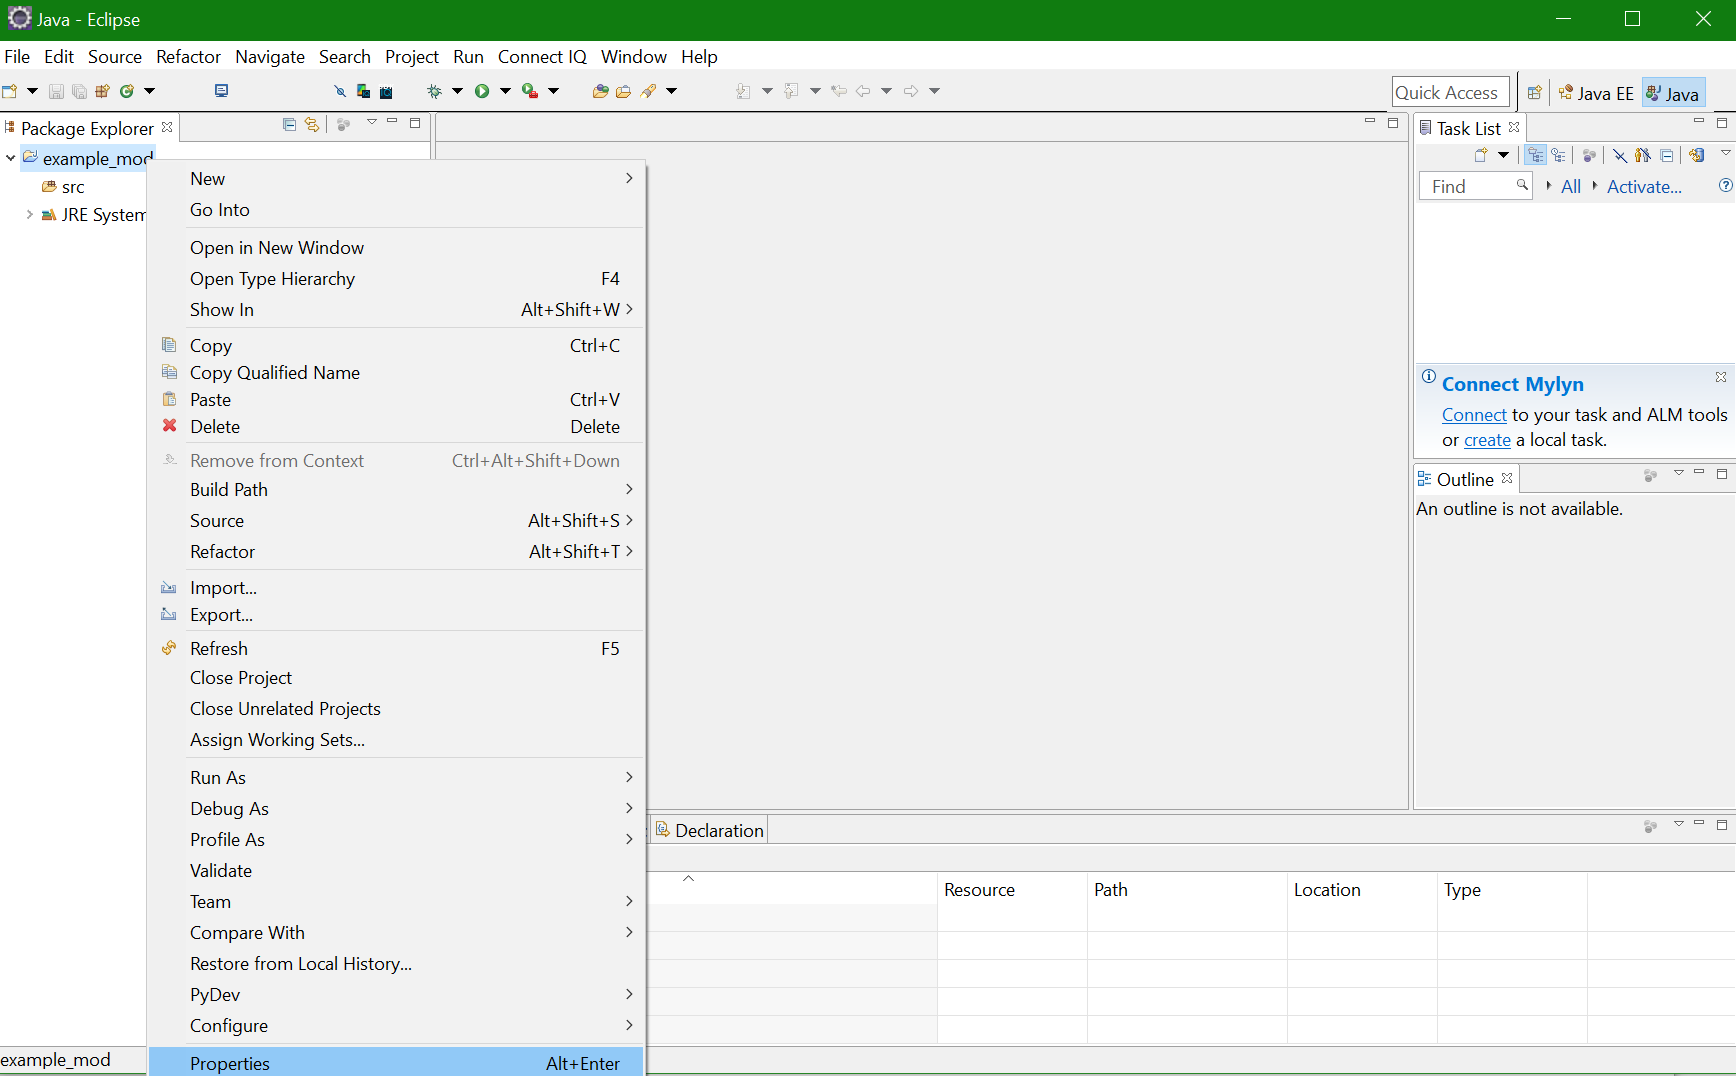 Java - Eclipse
File Edit Source Refactor Navigate Search Project Run Connect IQ Window Help
Quick Access
Java EE
Java
Package Explorer
example_mod
src
JRE System
New
Go Into
Open in New Window
Open Type Hierarchy F4
Show In Alt+Shift+W
Copy Ctrl+C
Copy Qualified Name
Paste Ctrl+V
Delete Delete
Remove from Context Ctrl+Alt+Shift+Down
Build Path
Source Alt+Shift+S
Refactor Alt+Shift+T
Import...
Export...
Refresh F5
Close Project
Close Unrelated Projects
Assign Working Sets...
Run As
Debug As
Profile As
Validate
Team
Compare With
Restore from Local History...
PyDev
Configure
Properties Alt+Enter
Task List
Find All Activate...
Connect Mylyn
Connect to your task and ALM tools
or create a local task.
Outline
An outline is not available.
Declaration
Resource Path Location Type
example_mod